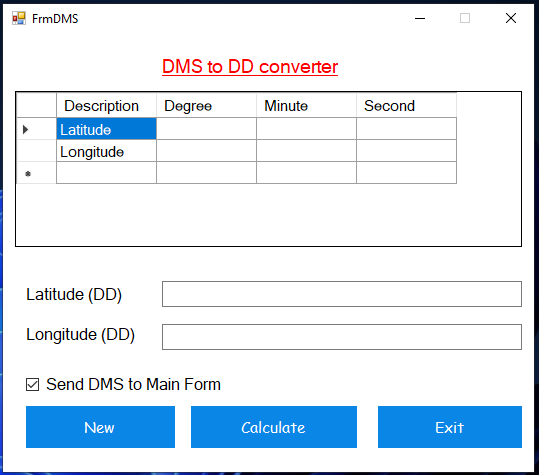 FrmDMS
DMS to DD converter
Description Degree Minute Second
Latitude
Longitude
Latitude (DD)
Longitude (DD)
Send DMS to Main Form
New Calculate Exit